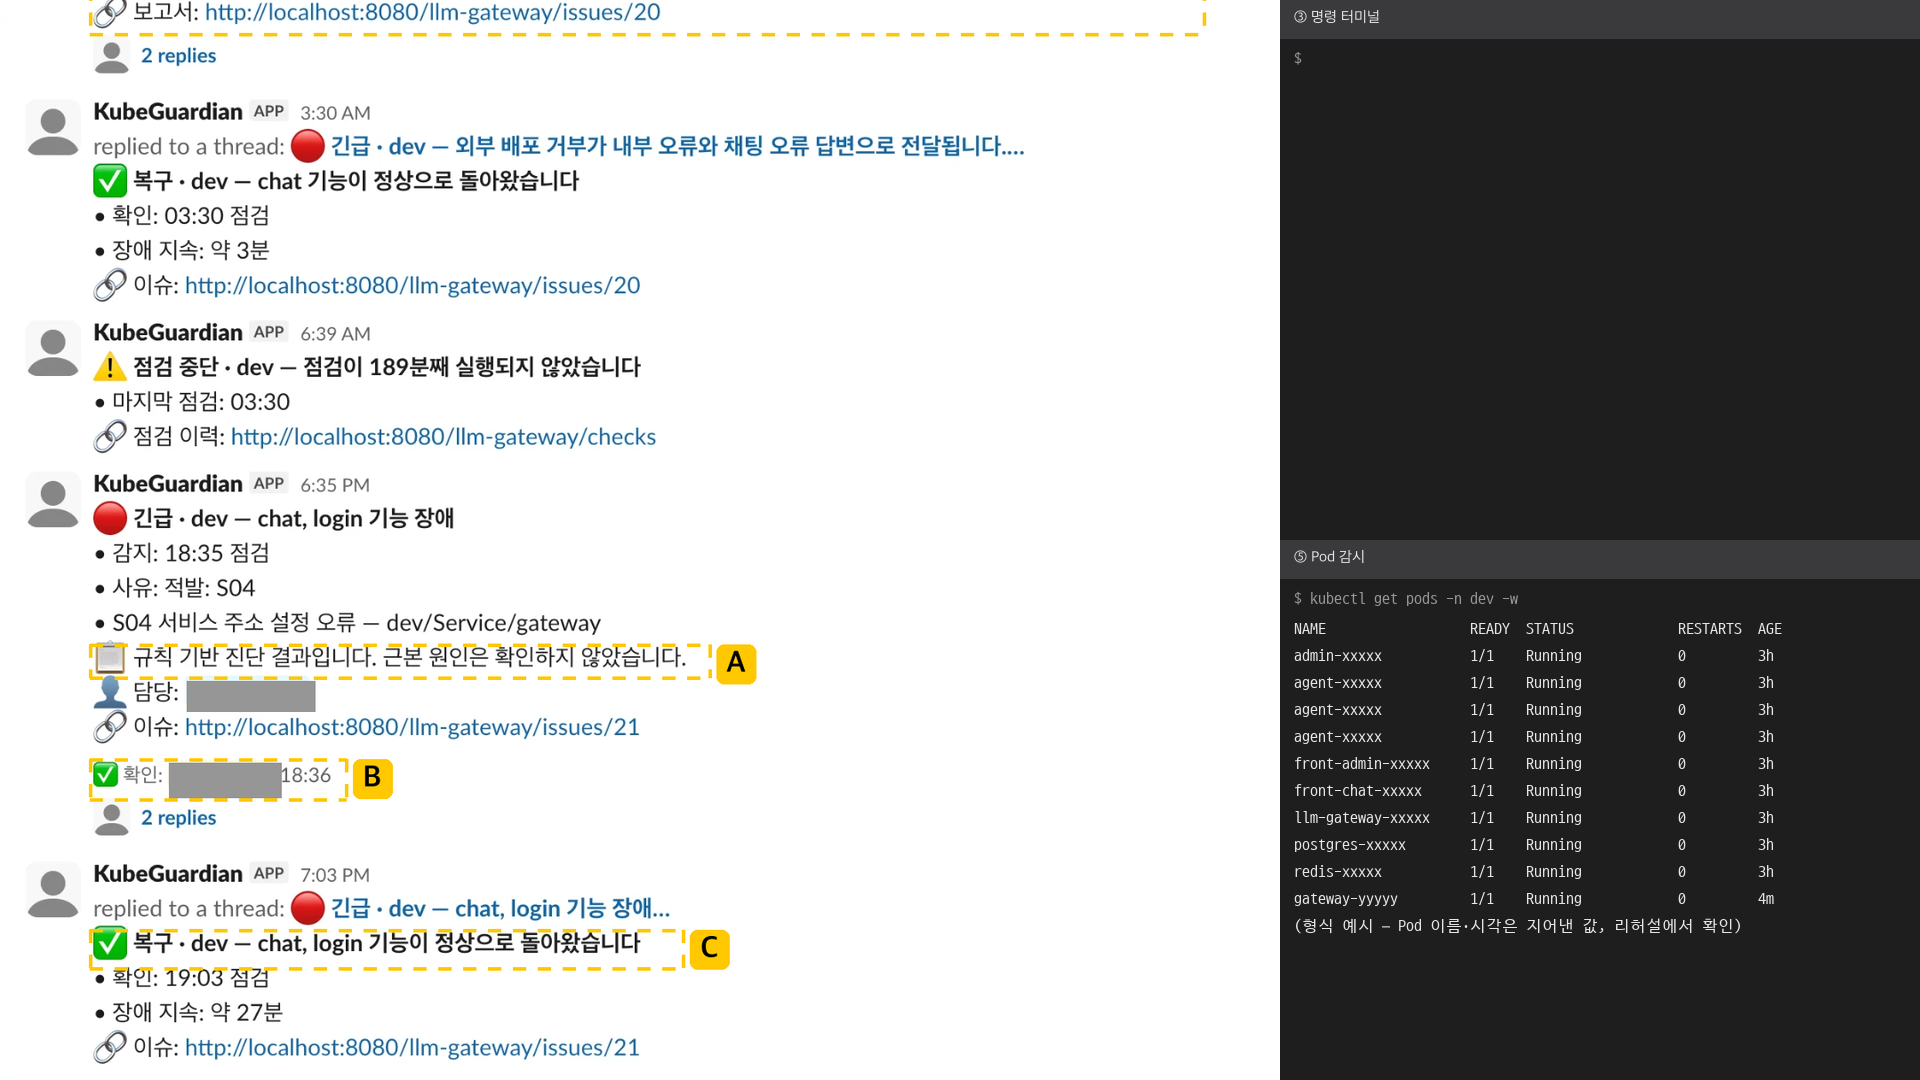 보고서: http://localhost:8080/llm-gateway/issues/20
2 replies
KubeGuardian APP 3:30 AM
replied to a thread: 긴급 · dev — 외부 배포 거부가 내부 오류와 채팅 오류 답변으로 전달됩니다....
복구 · dev — chat 기능이 정상으로 돌아왔습니다
• 확인: 03:30 점검
• 장애 지속: 약 3분
이슈: http://localhost:8080/llm-gateway/issues/20
KubeGuardian APP 6:39 AM
점검 중단 · dev — 점검이 189분째 실행되지 않았습니다
• 마지막 점검: 03:30
점검 이력: http://localhost:8080/llm-gateway/checks
KubeGuardian APP 6:35 PM
긴급 · dev — chat, login 기능 장애
• 감지: 18:35 점검
• 사유: 적발: S04
• S04 서비스 주소 설정 오류 — dev/Service/gateway
규칙 기반 진단 결과입니다. 근본 원인은 확인하지 않았습니다.
A
담당:
이슈: http://localhost:8080/llm-gateway/issues/21
확인: 18:36
B
2 replies
KubeGuardian APP 7:03 PM
replied to a thread: 긴급 · dev — chat, login 기능 장애...
복구 · dev — chat, login 기능이 정상으로 돌아왔습니다
C
• 확인: 19:03 점검
• 장애 지속: 약 27분
이슈: http://localhost:8080/llm-gateway/issues/21
③ 명령 터미널
$
⑤ Pod 감시
$ kubectl get pods -n dev -w
NAME READY STATUS RESTARTS AGE
admin-xxxxx 1/1 Running 0 3h
agent-xxxxx 1/1 Running 0 3h
agent-xxxxx 1/1 Running 0 3h
agent-xxxxx 1/1 Running 0 3h
front-admin-xxxxx 1/1 Running 0 3h
front-chat-xxxxx 1/1 Running 0 3h
llm-gateway-xxxxx 1/1 Running 0 3h
postgres-xxxxx 1/1 Running 0 3h
redis-xxxxx 1/1 Running 0 3h
gateway-yyyyy 1/1 Running 0 4m
(형식 예시 — Pod 이름·시각은 지어낸 값, 리허설에서 확인)